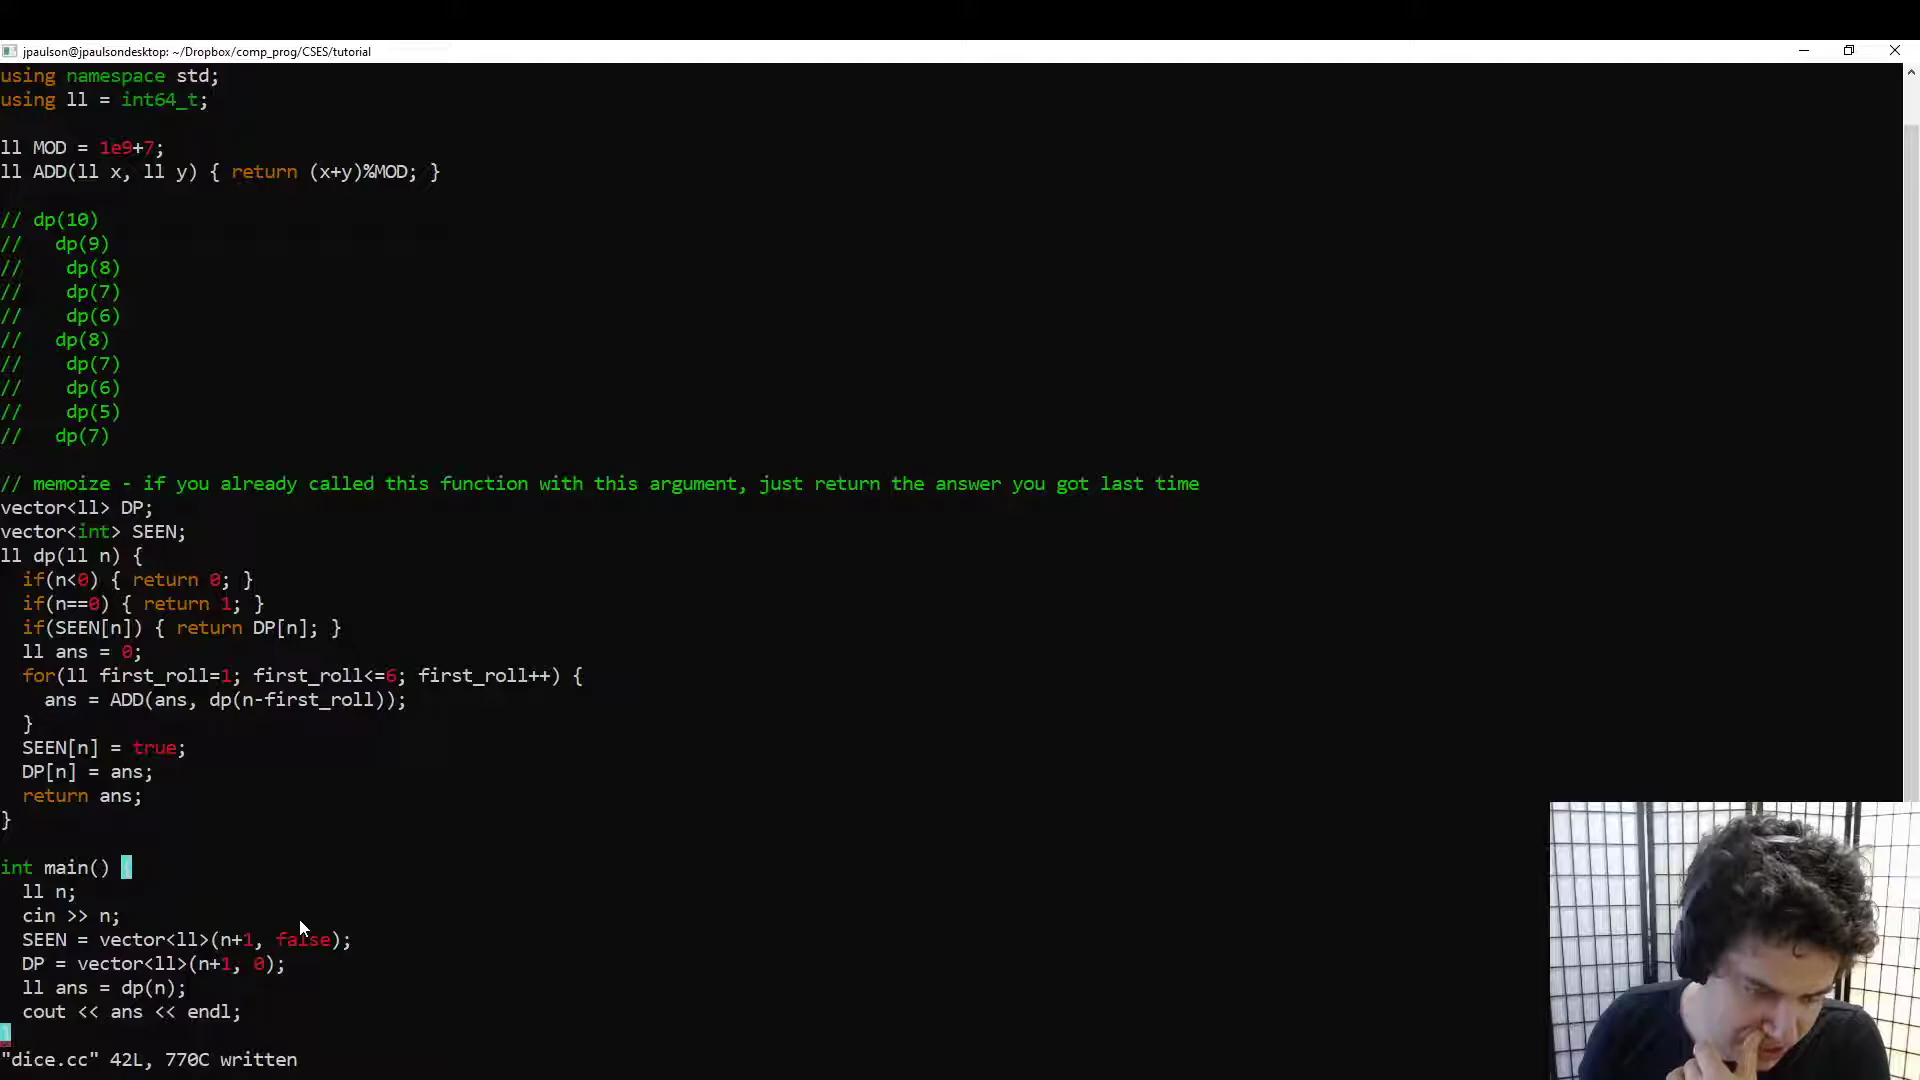 jpaulson@jpaulsondesktop: ~/Dropbox/comp_prog/CSES/tutorial
using namespace std;
using ll = int64_t;
ll MOD = 1e9+7;
ll ADD(ll x, ll y) { return (x+y)%MOD; }
// dp(10)
//   dp(9)
//    dp(8)
//    dp(7)
//    dp(6)
//   dp(8)
//    dp(7)
//    dp(6)
//    dp(5)
//   dp(7)
// memoize - if you already called this function with this argument, just return the answer you got last time
vector<ll> DP;
vector<int> SEEN;
ll dp(ll n) {
  if(n<0) { return 0; }
  if(n==0) { return 1; }
  if(SEEN[n]) { return DP[n]; }
  ll ans = 0;
  for(ll first_roll=1; first_roll<=6; first_roll++) {
    ans = ADD(ans, dp(n-first_roll));
  }
  SEEN[n] = true;
  DP[n] = ans;
  return ans;
}
int main() {
  ll n;
  cin >> n;
  SEEN = vector<ll>(n+1, false);
  DP = vector<ll>(n+1, 0);
  ll ans = dp(n);
  cout << ans << endl;
}
"dice.cc" 42L, 770C written